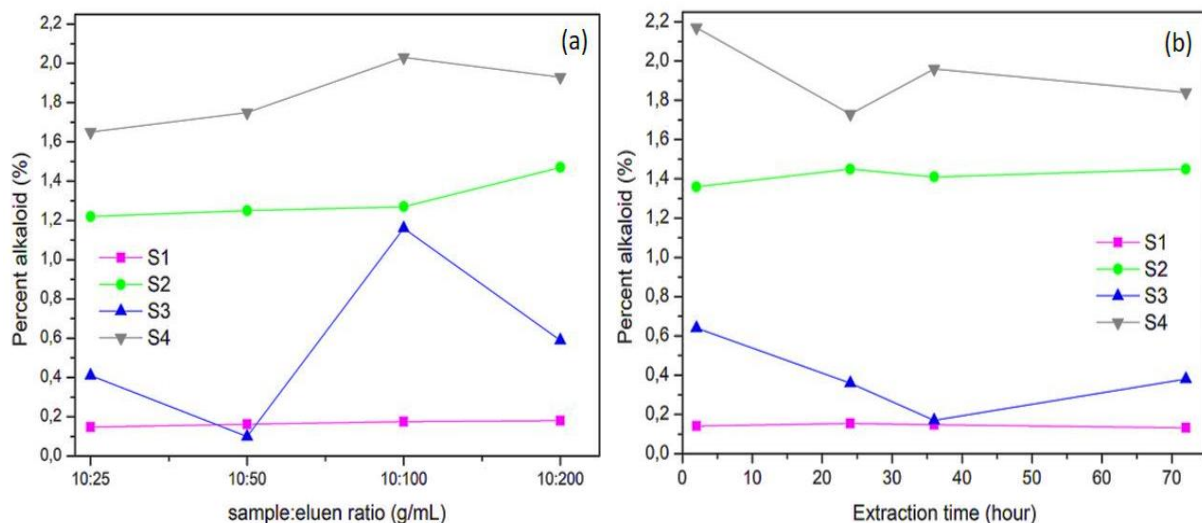 (a)
Percent alkaloid (%)
2,2
2,0
1,8
1,6
1,4
1,2
1,0
0,8
0,6
0,4
0,2
0,0
S1
S2
S3
S4
10:25 10:50 10:100 10:200
sample:eluen ratio (g/mL)
(b)
Percent alkaloid (%)
2,2
2,0
1,8
1,6
1,4
1,2
1,0
0,8
0,6
0,4
0,2
0,0
S1
S2
S3
S4
0 10 20 30 40 50 60 70
Extraction time (hour)